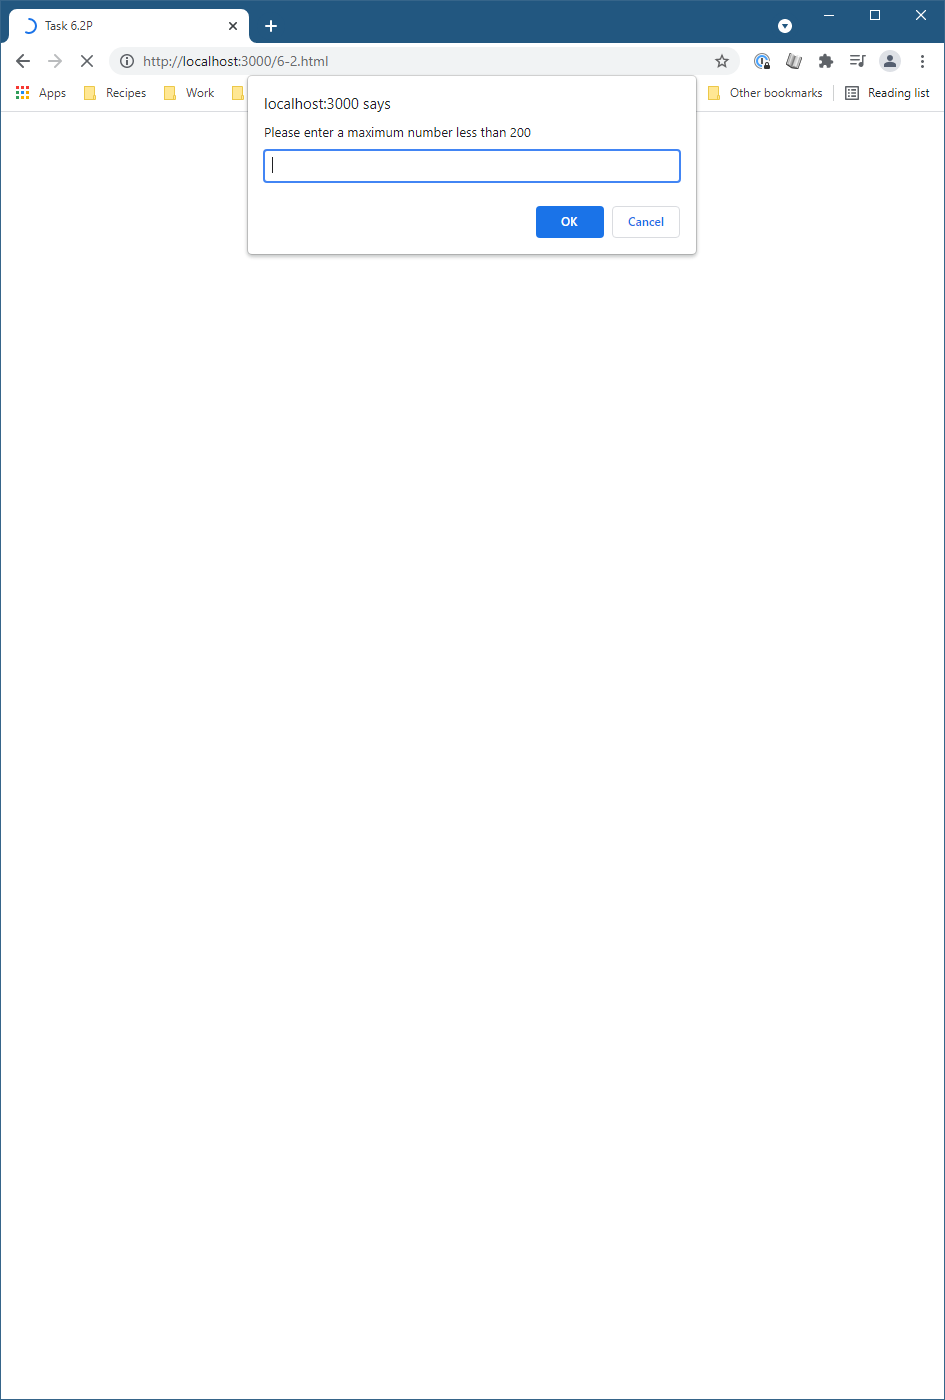 Task 6.2P
http://localhost:3000/6-2.html
Apps Recipes Work Other bookmarks Reading list
localhost:3000 says
Please enter a maximum number less than 200
OK Cancel